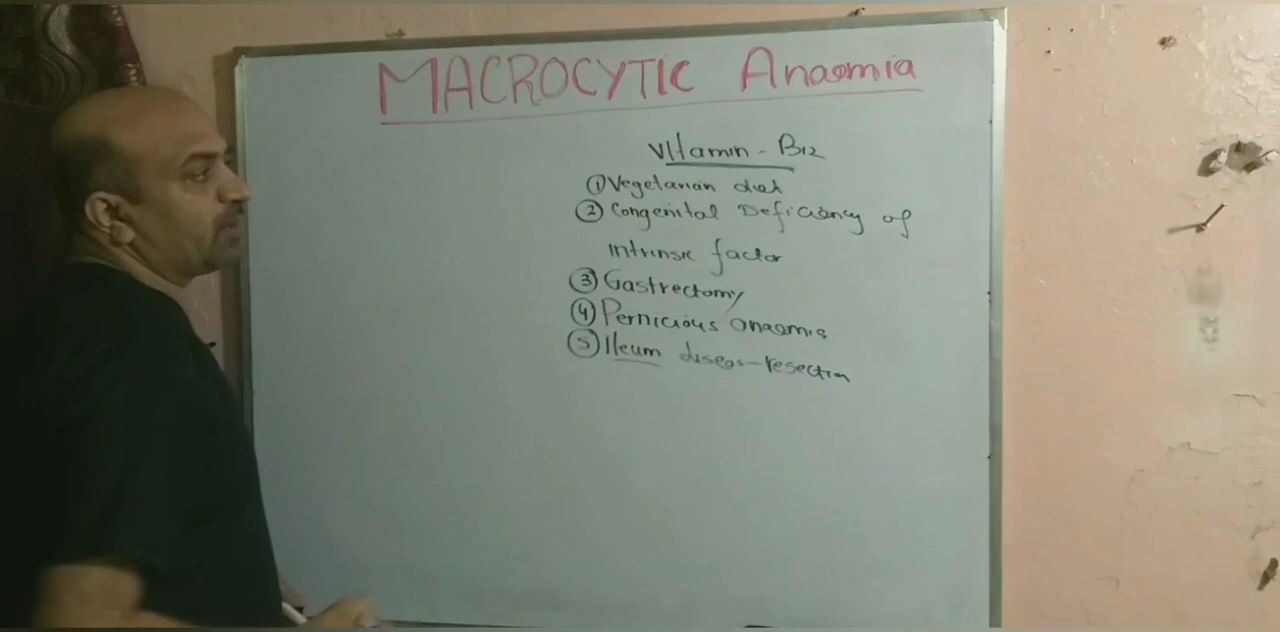 MACROCYTIC Anaemia
Vitamin - B12
① Vegetarian diet
② Congenital Deficiency of
intrinsic factor
③ Gastrectomy
④ Pernicious anaemia
⑤ Ileum diseas-resection